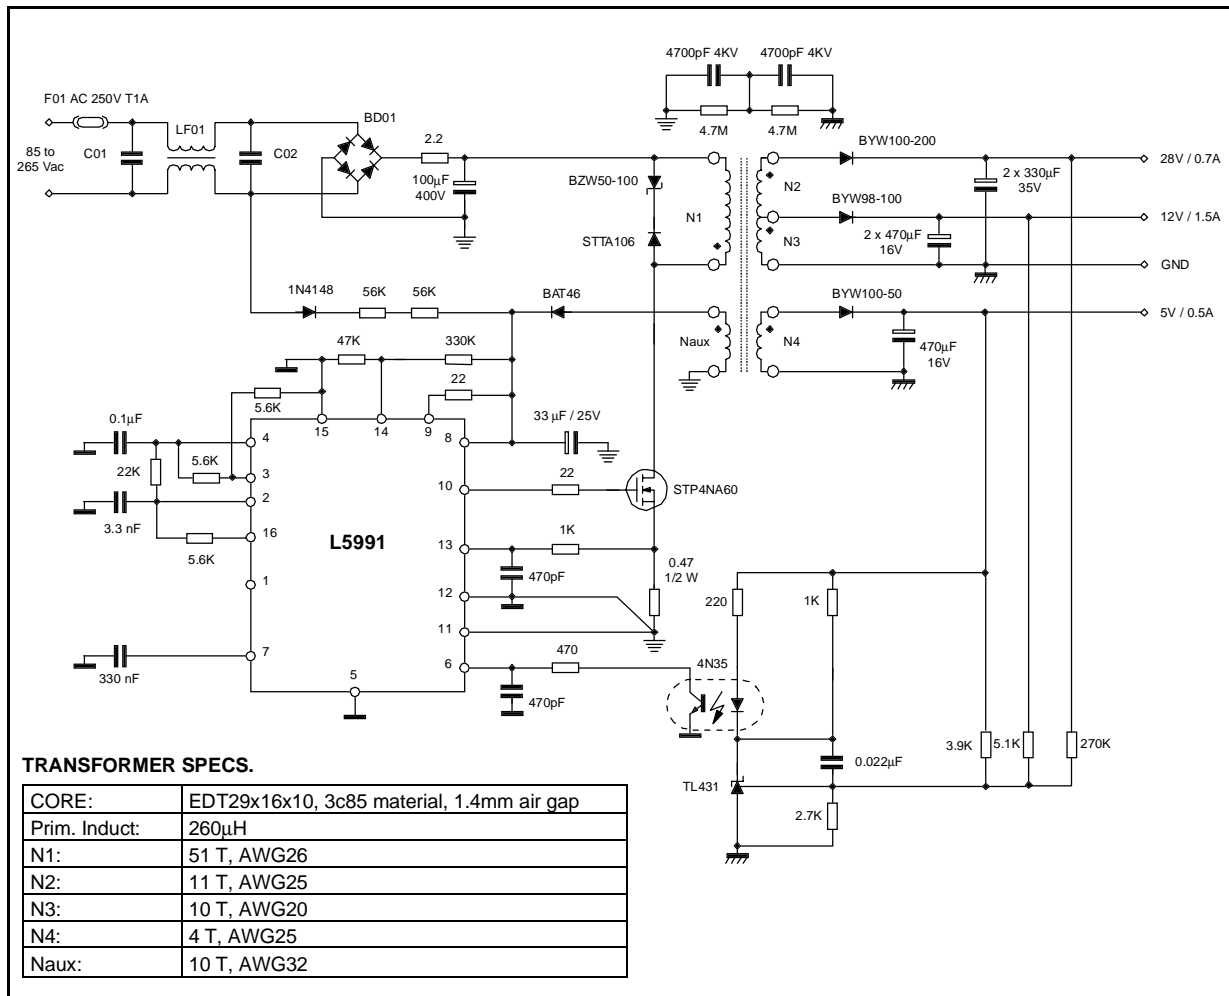 4700pF 4KV 4700pF 4KV
F01 AC 250V T1A
LF01
BD01
4.7M 4.7M
BYW100-200
2.2
85 to
265 Vac
C01
C02
28V / 0.7A
100µF
400V
BZW50-100
N2
2 x 330µF
35V
BYW98-100
N1
12V / 1.5A
STTA106
N3
2 x 470µF
16V
GND
1N4148
56K 56K
BAT46
BYW100-50
5V / 0.5A
47K
330K
Naux
N4
470µF
16V
22
5.6K
0.1µF
15
14
9
33 µF / 25V
4
8
5.6K
22K
3
22
10
STP4NA60
2
3.3 nF
16
L5991
1K
13
5.6K
0.47
1/2 W
470pF
1
12
220
1K
11
470
4N35
7
6
330 nF
5
470pF
3.9K
5.1K
270K
0.022µF
TL431
2.7K
TRANSFORMER SPECS.
CORE: EDT29x16x10, 3c85 material, 1.4mm air gap
Prim. Induct: 260µH
N1: 51 T, AWG26
N2: 11 T, AWG25
N3: 10 T, AWG20
N4: 4 T, AWG25
Naux: 10 T, AWG32